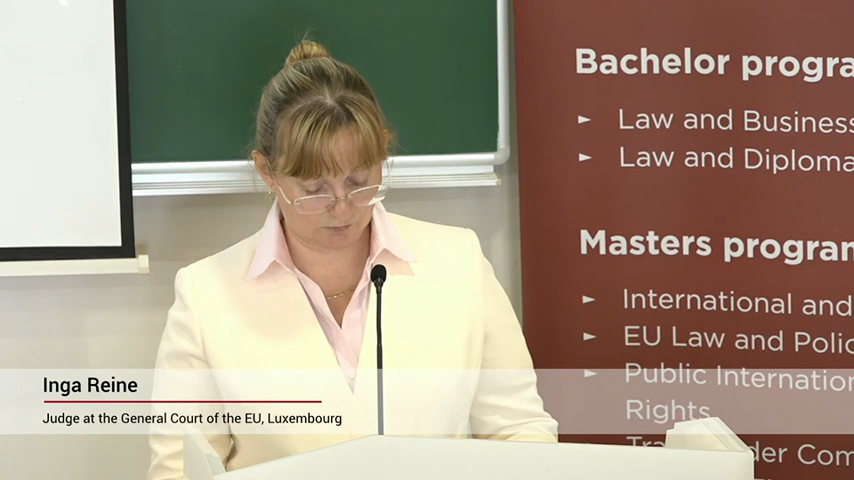 Bachelor progra
► Law and Business
► Law and Diploma
Masters program
► International and
► EU Law and Polic
► Public Internation
Rights
Inga Reine
Judge at the General Court of the EU, Luxembourg